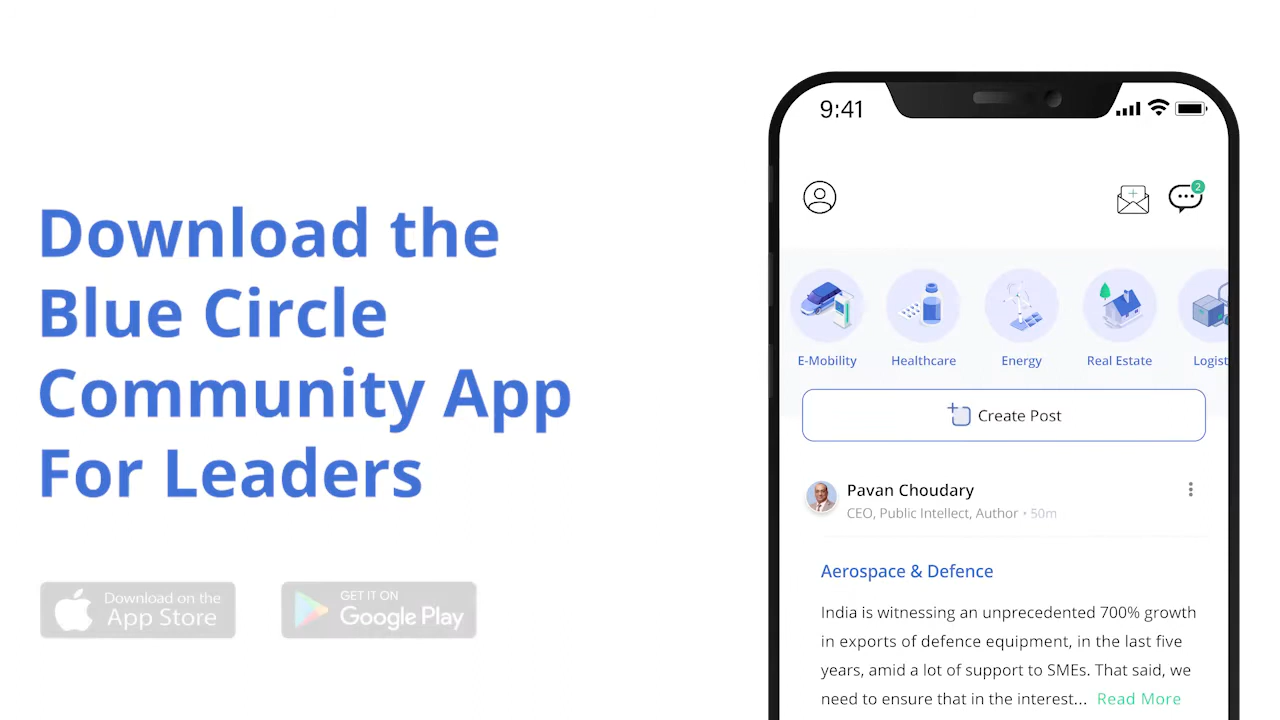 Download the
Blue Circle
Community App
For Leaders
Download on the
App Store
GET IT ON
Google Play
9:41
2
E-Mobility
Healthcare
Energy
Real Estate
Logist
Create Post
Pavan Choudary
CEO, Public Intellect, Author • 50m
Aerospace & Defence
India is witnessing an unprecedented 700% growth
in exports of defence equipment, in the last five
years, amid a lot of support to SMEs. That said, we
need to ensure that in the interest... Read More